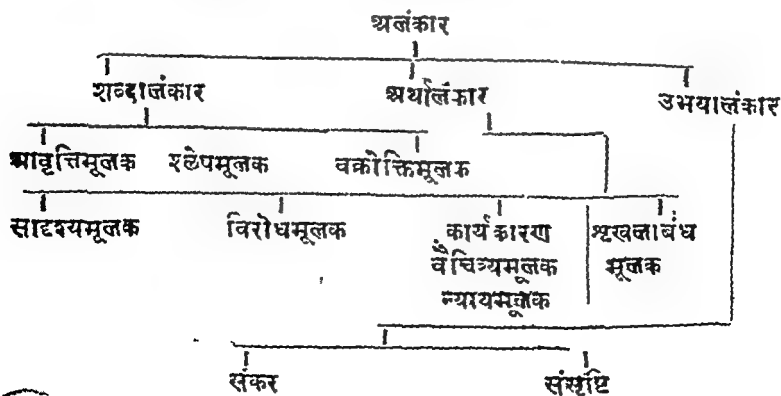 अलंकार
शब्दालंकार अर्थालंकार उभयालंकार
आवृत्तिमूलक श्लेषमूलक वक्रोक्तिमूलक
सादृश्यमूलक विरोधमूलक कार्यकारण शृंखलाबंध
वैचित्र्यमूलक मूलक
न्यायमूलक
संकर संसृष्टि